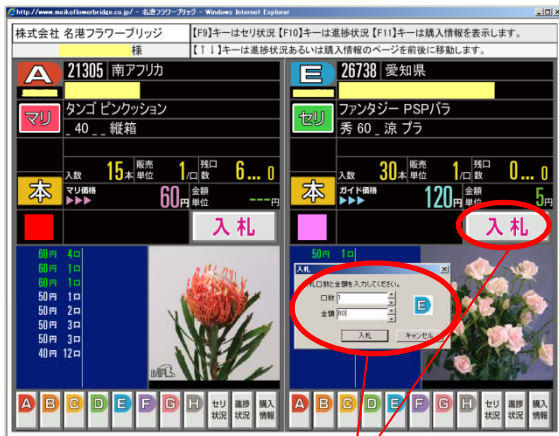 http://www.meikoflowerbridge.co.jp/ - 名港フラワーブリッジ - Windows Internet Explorer
株式会社 名港フラワーブリッジ
【F9】キーはセリ状況 【F10】キーは進捗状況 【F11】キーは購入情報を表示します。
様
【↑↓】キーは進捗状況あるいは購入情報のページを前後に移動します。
A 21305 南アフリカ
マリ タンゴ ピンクッション
_ 40 _ _ 縦箱
入数 15本 販売単位 1/口 残口数 6... 0
本 マリ価格 ▶▶▶ 60円 金額単位 ---円
入札
60円 4口
60円 1口
60円 1口
50円 1口
50円 2口
50円 3口
50円 3口
40円 12口
A B C D E F G H セリ状況 進捗状況 購入情報
E 26738 愛知県
セリ ファンタジー PSPバラ
秀 60 _ 涼 プラ
入数 30本 販売単位 1/口 残口数 0... 0
本 ガイド価格 ▶▶▶ 120円 金額単位 5円
入札
50円 1口
入札
札口数と金額を入力してください。
口数 1
金額 60
E
入札 キャンセル
A B C D E F G H セリ状況 進捗状況 購入情報